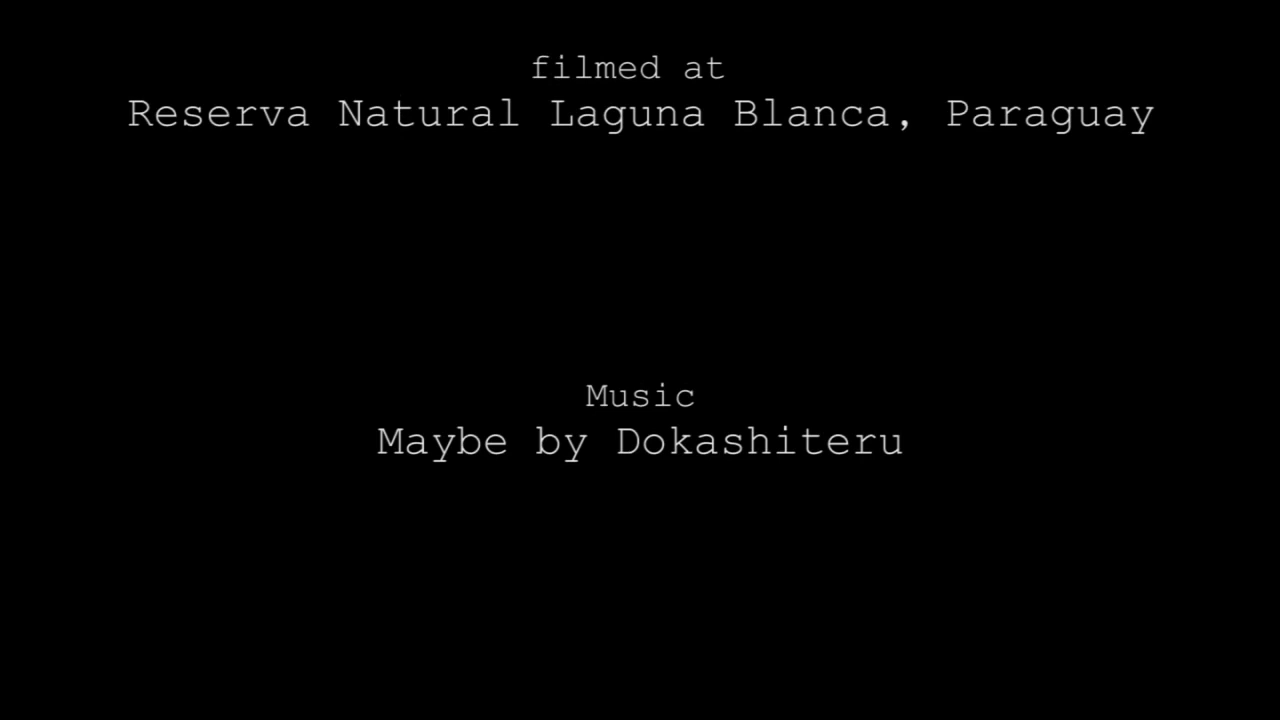 filmed at
Reserva Natural Laguna Blanca, Paraguay
Music
Maybe by Dokashiteru